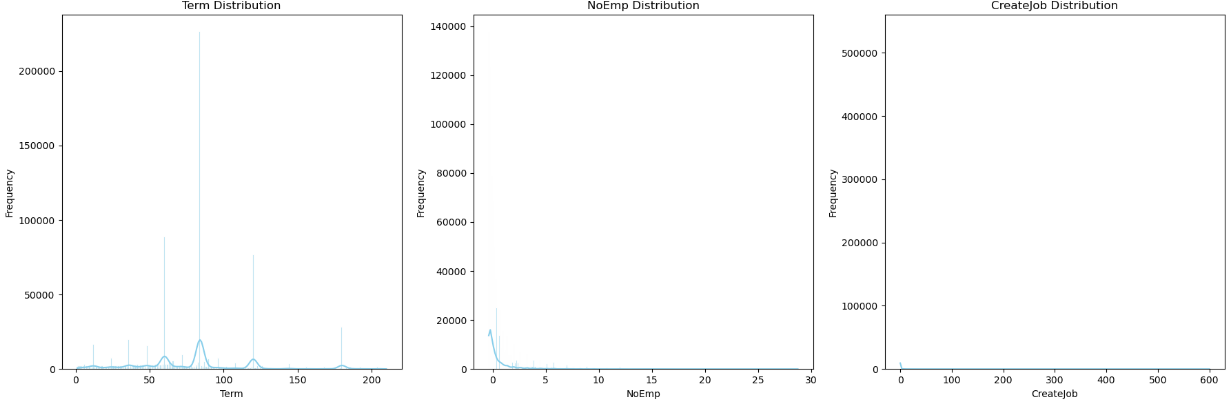 Term Distribution
200000
150000
100000
50000
0
Frequency
0 50 100 150 200
Term
NoEmp Distribution
140000
120000
100000
80000
60000
40000
20000
0
Frequency
0 5 10 15 20 25 30
NoEmp
CreateJob Distribution
500000
400000
300000
200000
100000
0
Frequency
0 100 200 300 400 500 600
CreateJob